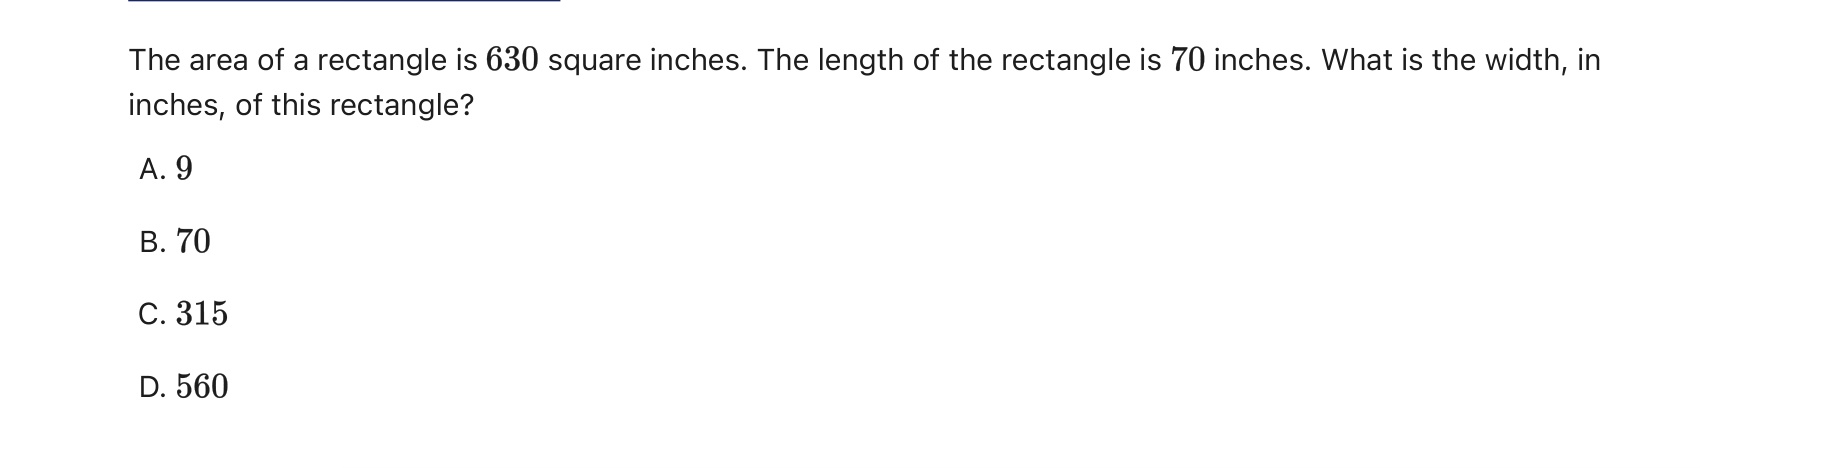 The area of a rectangle is 630 square inches. The length of the rectangle is 70 inches. What is the width, in
inches, of this rectangle?
A. 9
B. 70
C. 315
D. 560